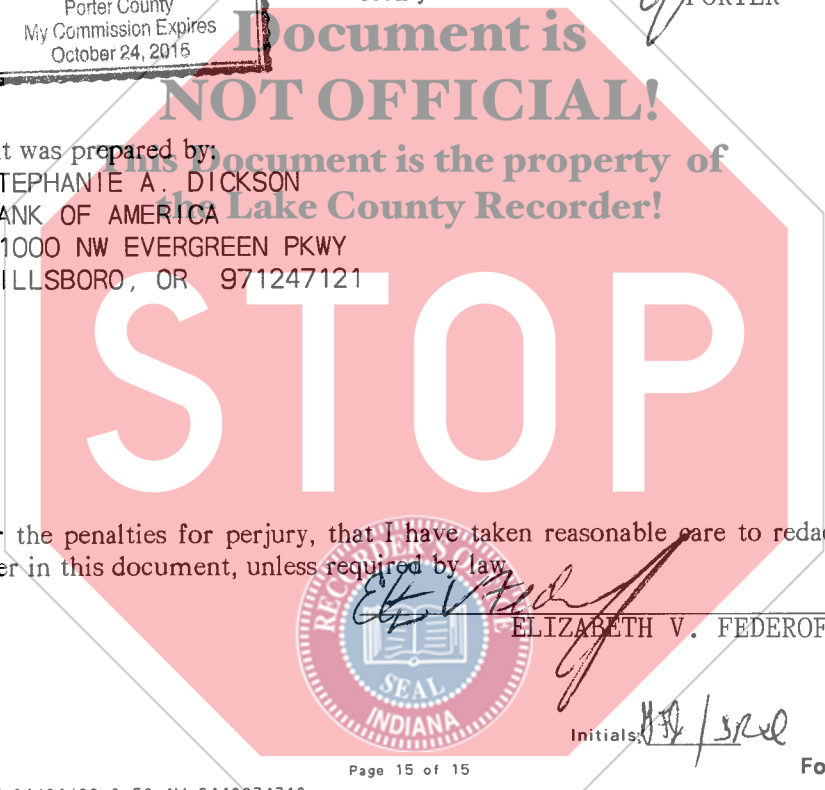 Porter County
My Commission Expires
October 24, 2015
PORTER
Document is
NOT OFFICIAL!
This Document is the property of
the Lake County Recorder!
t was prepared by:
TEPHANIE A. DICKSON
ANK OF AMERICA
1000 NW EVERGREEN PKWY
ILLSBORO, OR 971247121
STOP
r the penalties for perjury, that I have taken reasonable care to redac
er in this document, unless required by law.
RECORDER'S OFFICE
SEAL
INDIANA
ELIZABETH V. FEDEROF
Initials:
Page 15 of 15
Fo